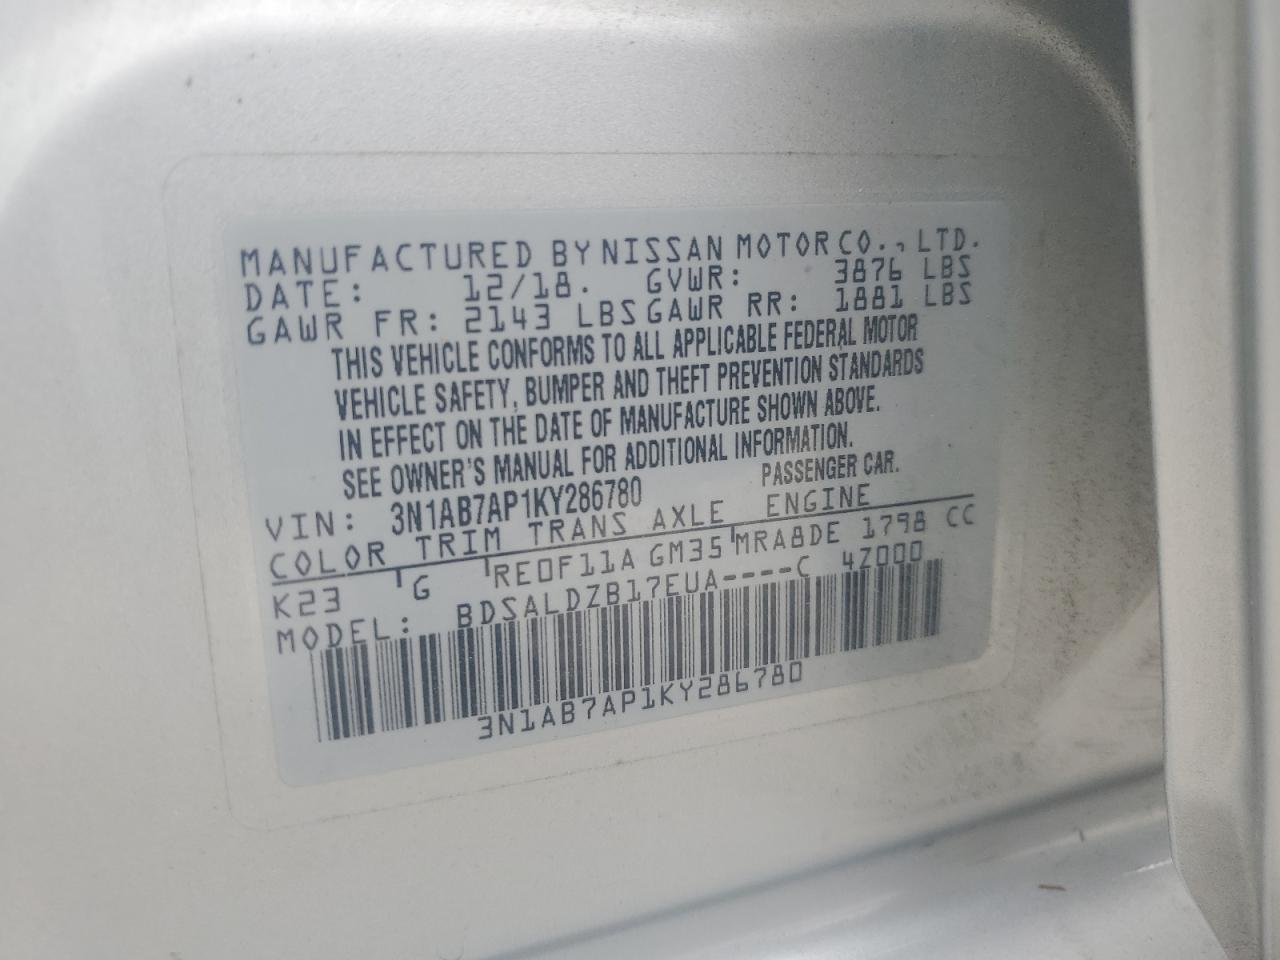 MANUFACTURED BY NISSAN MOTOR CO., LTD.
DATE: 12/18. GVWR: 3876 LBS
GAWR FR: 2143 LBS GAWR RR: 1881 LBS
THIS VEHICLE CONFORMS TO ALL APPLICABLE FEDERAL MOTOR
VEHICLE SAFETY, BUMPER AND THEFT PREVENTION STANDARDS
IN EFFECT ON THE DATE OF MANUFACTURE SHOWN ABOVE.
SEE OWNER'S MANUAL FOR ADDITIONAL INFORMATION.
VIN: 3N1AB7AP1KY286780 PASSENGER CAR.
COLOR TRIM TRANS AXLE ENGINE
K23 G RE0F11A GM35 MRA8DE 1798 CC
MODEL: BDSALDZB17EUA----C 4Z000
3N1AB7AP1KY286780